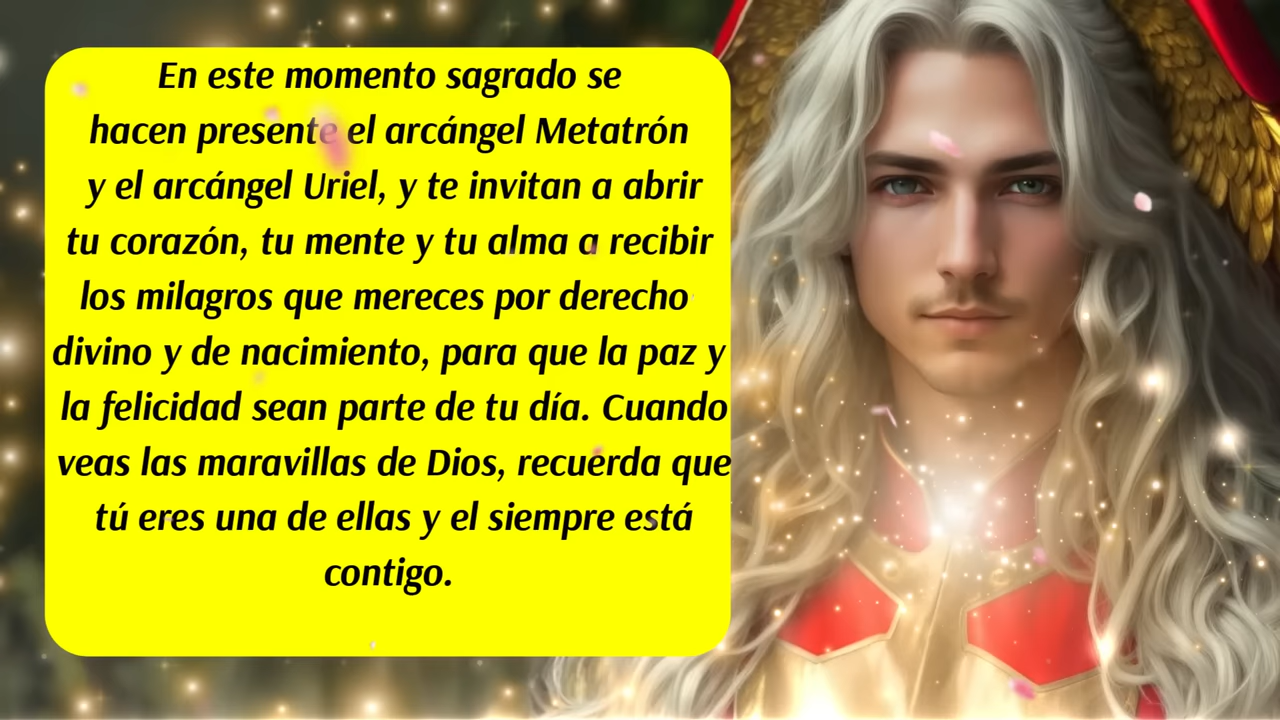 En este momento sagrado se
hacen presente el arcángel Metatrón
y el arcángel Uriel, y te invitan a abrir
tu corazón, tu mente y tu alma a recibir
los milagros que mereces por derecho
divino y de nacimiento, para que la paz y
la felicidad sean parte de tu día. Cuando
veas las maravillas de Dios, recuerda que
tú eres una de ellas y el siempre está
contigo.